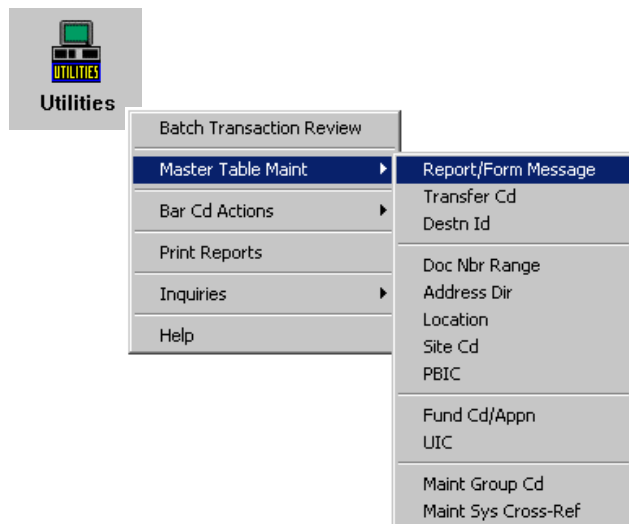 UTILITIES
Utilities
Batch Transaction Review
Master Table Maint
Bar Cd Actions
Print Reports
Inquiries
Help
Report/Form Message
Transfer Cd
Destn Id
Doc Nbr Range
Address Dir
Location
Site Cd
PBIC
Fund Cd/Appn
UIC
Maint Group Cd
Maint Sys Cross-Ref